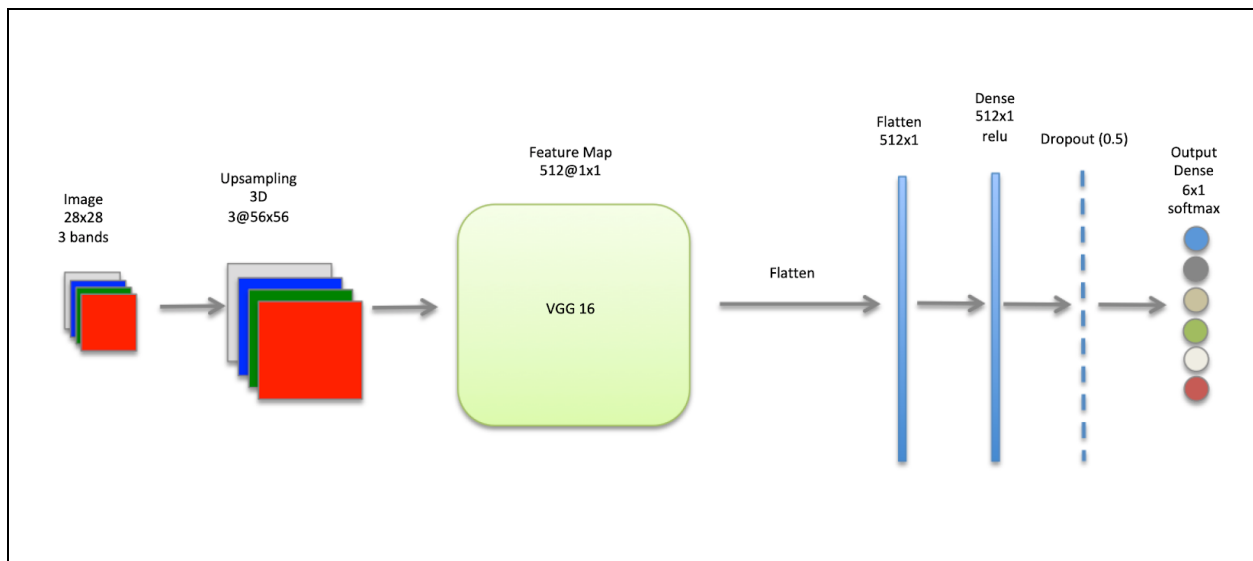 Image
28x28
3 bands
Upsampling
3D
3@56x56
Feature Map
512@1x1
VGG 16
Flatten
Flatten
512x1
Dense
512x1
relu
Dropout (0.5)
Output
Dense
6x1
softmax